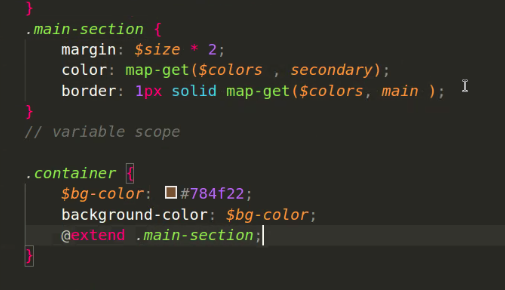 }
.main-section {
margin: $size * 2;
color: map-get($colors , secondary);
border: 1px solid map-get($colors, main );
}
// variable scope
.container {
$bg-color: #784f22;
background-color: $bg-color;
@extend .main-section;
}